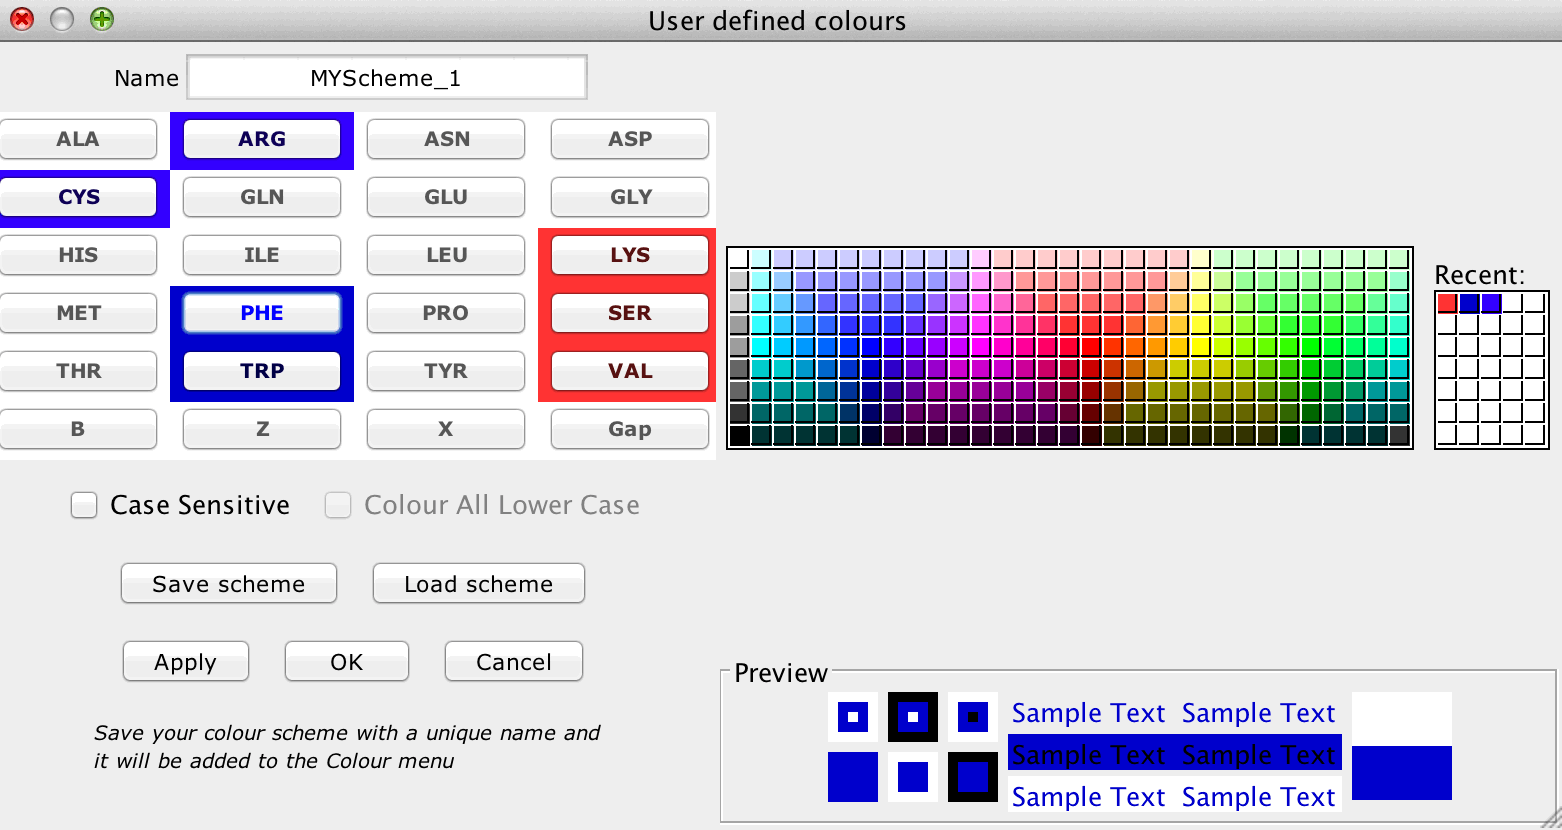 User defined colours
Name MYScheme_1
ALA ARG ASN ASP
CYS GLN GLU GLY
HIS ILE LEU LYS
MET PHE PRO SER
THR TRP TYR VAL
B Z X Gap
Recent:
Case Sensitive Colour All Lower Case
Save scheme Load scheme
Apply OK Cancel
Save your colour scheme with a unique name and
it will be added to the Colour menu
Preview
Sample Text Sample Text
Sample Text Sample Text
Sample Text Sample Text